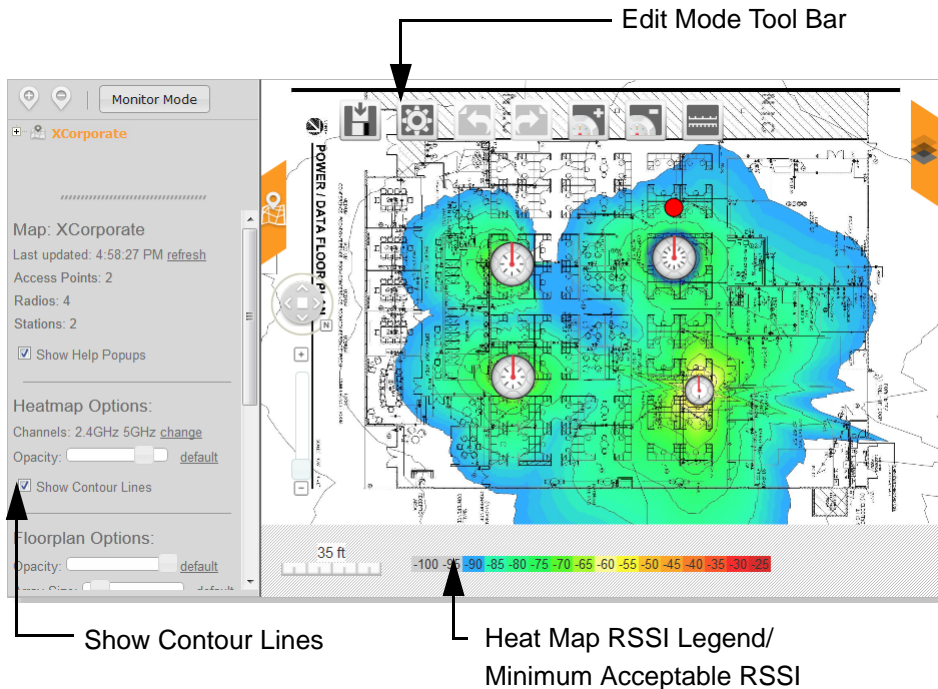 Edit Mode Tool Bar
Monitor Mode
XCorporate
Map: XCorporate
Last updated: 4:58:27 PM refresh
Access Points: 2
Radios: 4
Stations: 2
Show Help Popups
Heatmap Options:
Channels: 2.4GHz 5GHz change
Opacity: default
Show Contour Lines
Floorplan Options:
Opacity: default
POWER / DATA FLOOR
N
35 ft
-100 -95 -90 -85 -80 -75 -70 -65 -60 -55 -50 -45 -40 -35 -30 -25
Show Contour Lines
Heat Map RSSI Legend/
Minimum Acceptable RSSI